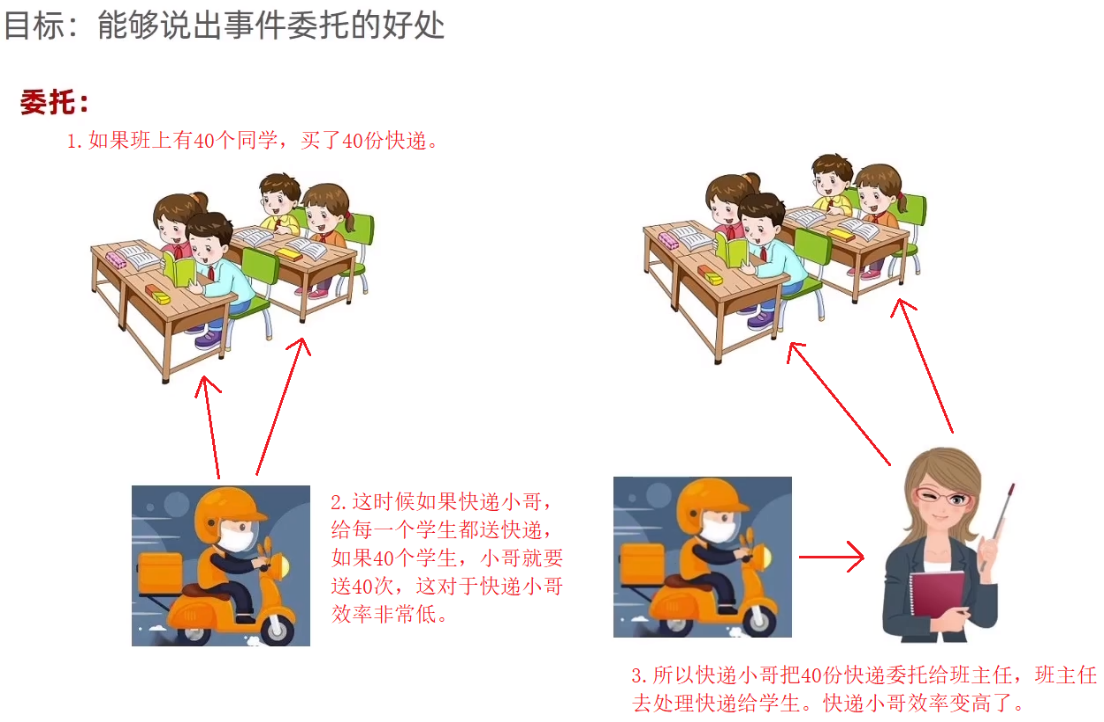 目标：能够说出事件委托的好处
委托：
1.如果班上有40个同学，买了40份快递。
2.这时候如果快递小哥，
给每一个学生都送快递，
如果40个学生，小哥就要
送40次，这对于快递小哥
效率非常低。
3.所以快递小哥把40份快递委托给班主任，班主任
去处理快递给学生。快递小哥效率变高了。